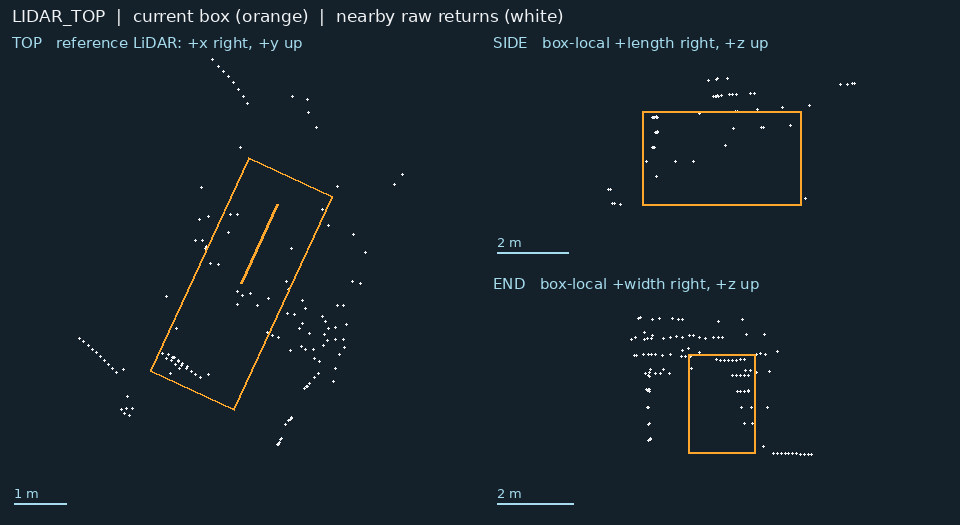 LIDAR_TOP | current box (orange) | nearby raw returns (white)
TOP reference LiDAR: +x right, +y up
SIDE box-local +length right, +z up
2 m
END box-local +width right, +z up
1 m
2 m